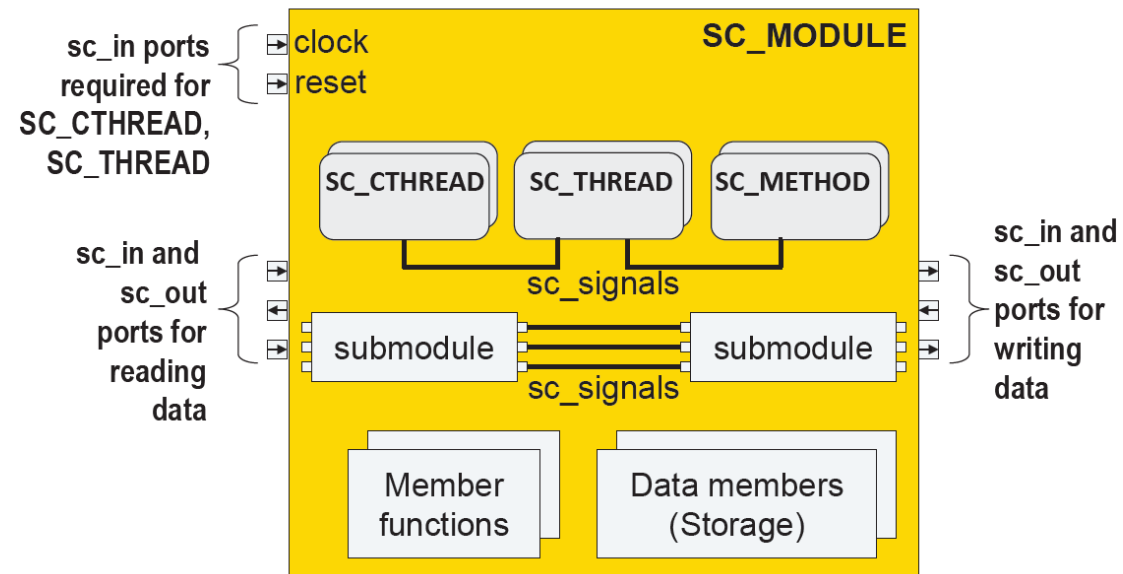 SC_MODULE
sc_in ports
required for
SC_CTHREAD,
SC_THREAD
clock
reset
SC_CTHREAD
SC_THREAD
SC_METHOD
sc_signals
sc_in and
sc_out
ports for
reading
data
submodule
submodule
sc_signals
sc_in and
sc_out
ports for
writing
data
Member
functions
Data members
(Storage)